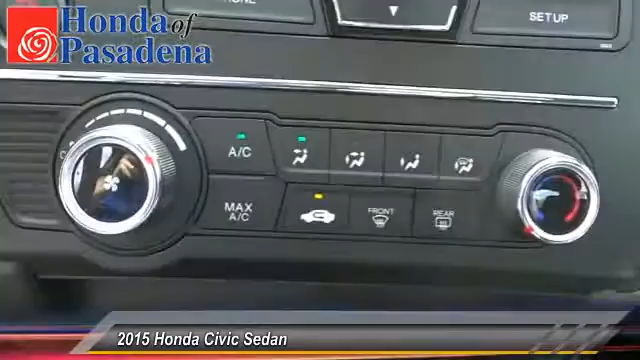 Honda of
Pasadena
SETUP
A/C
MAX
A/C
FRONT
REAR
2015 Honda Civic Sedan